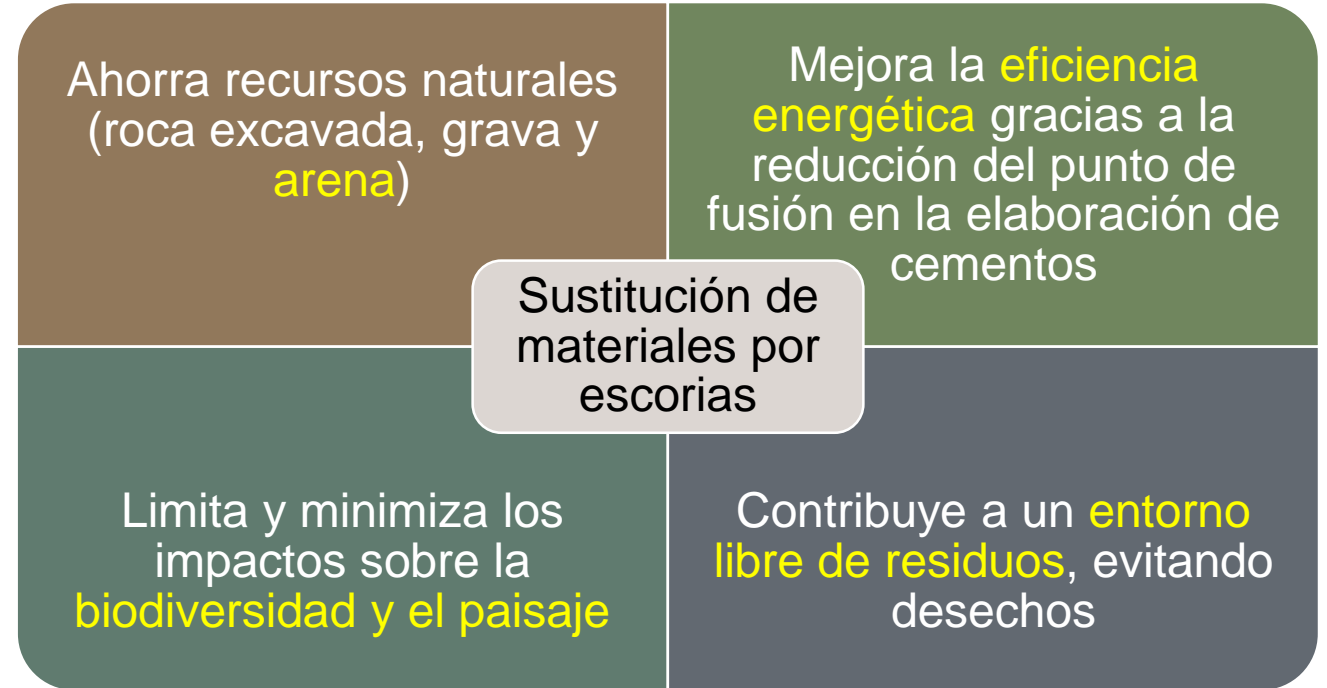 Ahorra recursos naturales
(roca excavada, grava y
arena)
Mejora la eficiencia
energética gracias a la
reducción del punto de
fusión en la elaboración de
cementos
Sustitución de
materiales por
escorias
Limita y minimiza los
impactos sobre la
biodiversidad y el paisaje
Contribuye a un entorno
libre de residuos, evitando
desechos